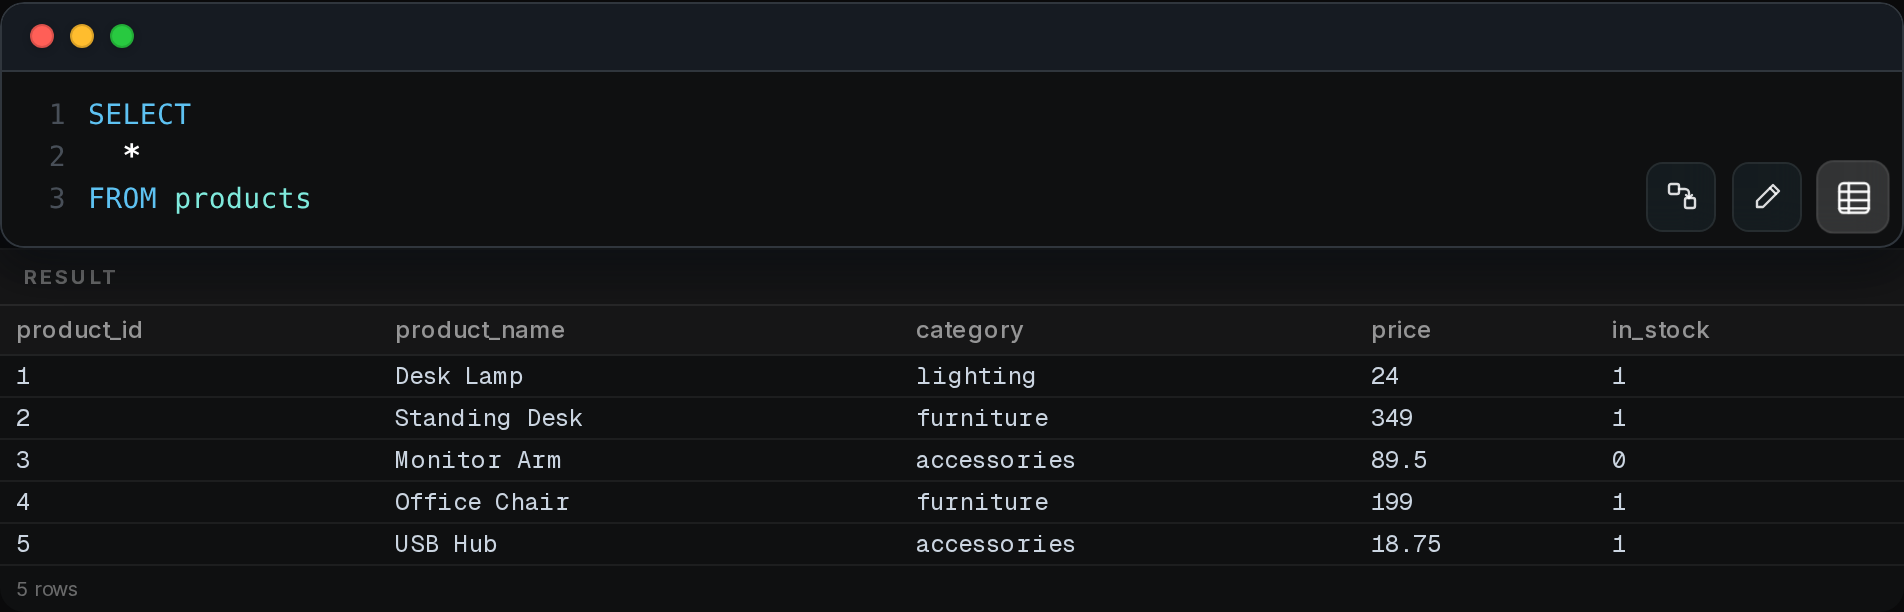 1 SELECT
2 *
3 FROM products
RESULT
product_id product_name category price in_stock
1 Desk Lamp lighting 24 1
2 Standing Desk furniture 349 1
3 Monitor Arm accessories 89.5 0
4 Office Chair furniture 199 1
5 USB Hub accessories 18.75 1
5 rows